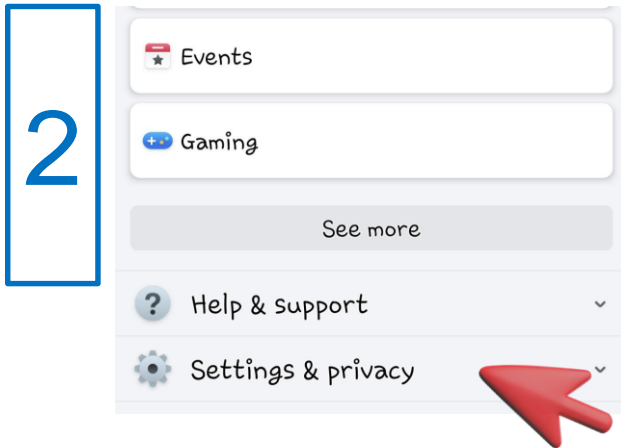 2
Events
Gaming
See more
Help & support
Settings & privacy